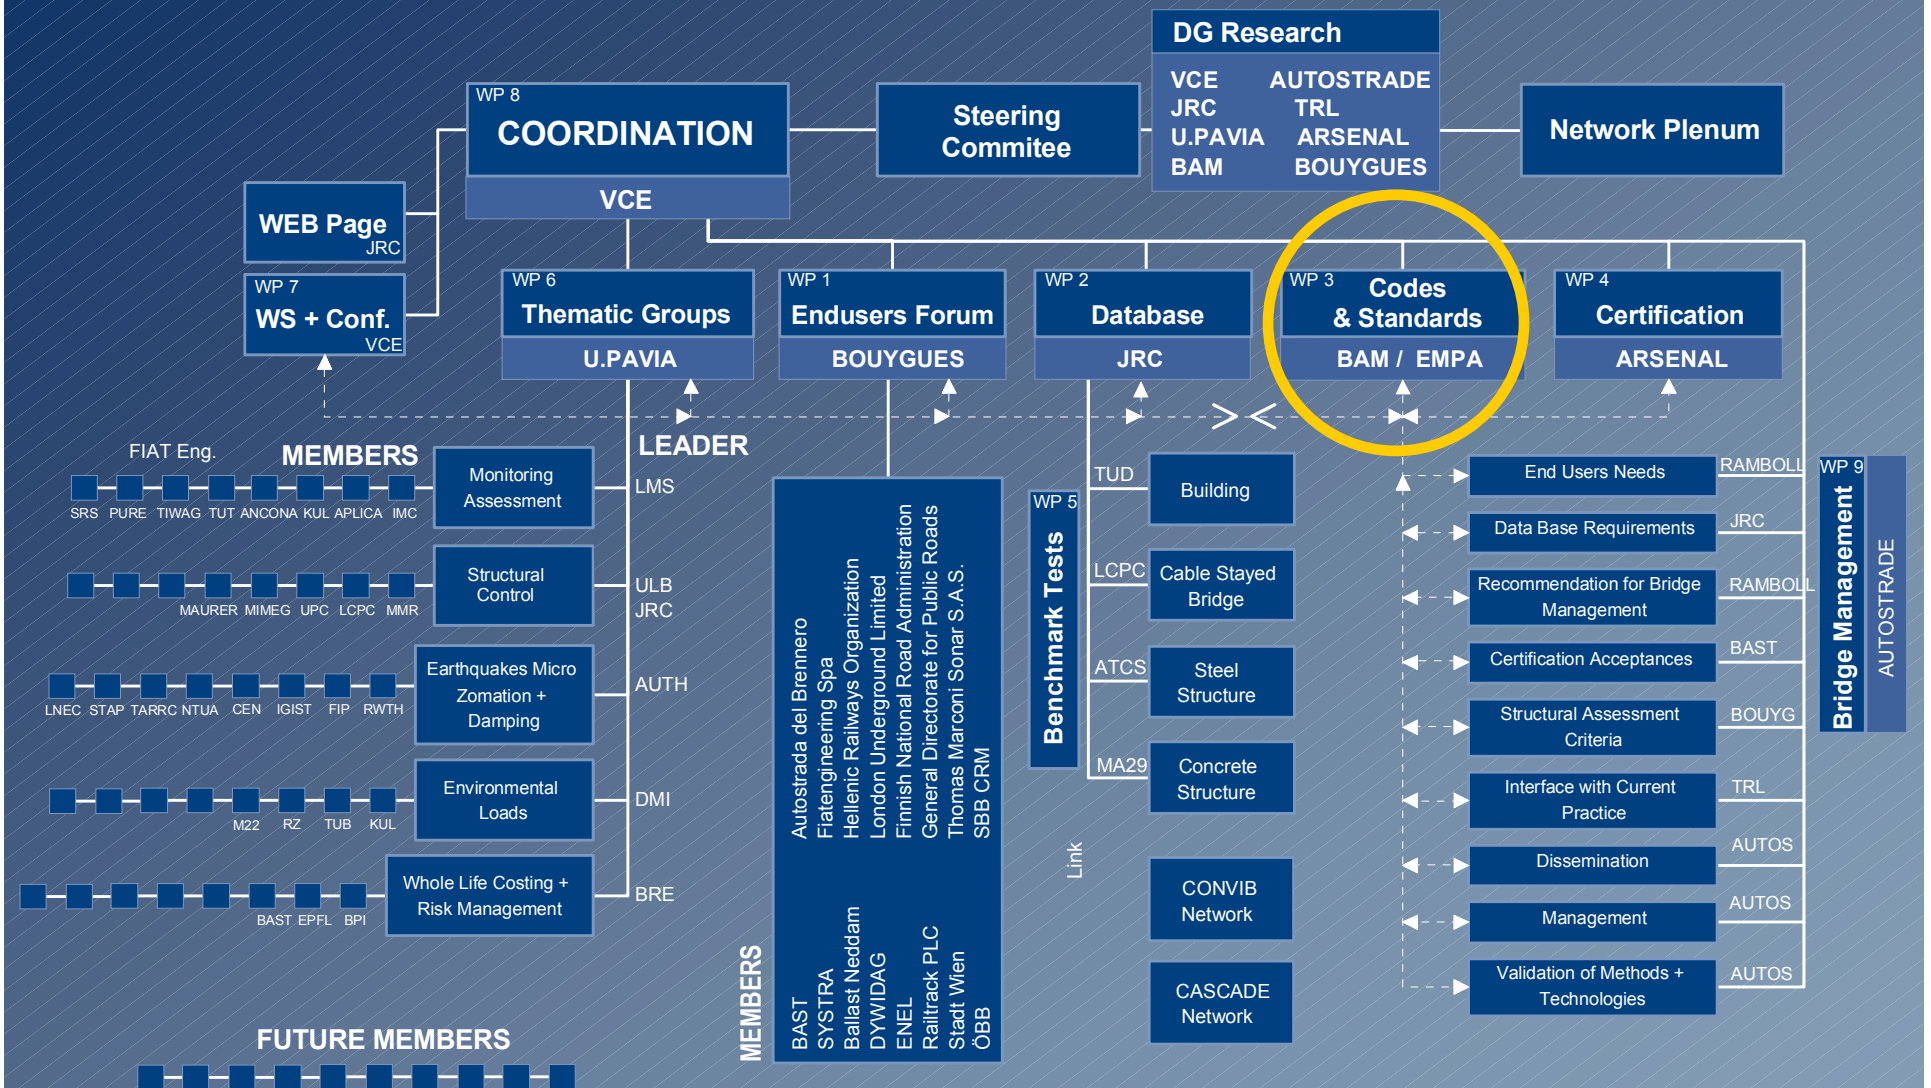 DG Research
VCE AUTOSTRADE
JRC TRL
U.PAVIA ARSENAL
BAM BOUYGUES
WP 8
COORDINATION
VCE
Steering
Commitee
Network Plenum
WEB Page
JRC
WP 7
WS + Conf.
VCE
WP 6
Thematic Groups
U.PAVIA
WP 1
Endusers Forum
BOUYGUES
WP 2
Database
JRC
WP 3
Codes
& Standards
BAM / EMPA
WP 4
Certification
ARSENAL
FIAT Eng.
MEMBERS
LEADER
SRS PURE TIWAG TUT ANCONA KUL APLICA IMC
Monitoring
Assessment
LMS
MAURER MIMEG UPC LCPC MMR
Structural
Control
ULB
JRC
LNEC STAP TARRC NTUA CEN IGIST FIP RWTH
Earthquakes Micro
Zomation +
Damping
AUTH
M22 RZ TUB KUL
Environmental
Loads
DMI
BAST EPFL BPI
Whole Life Costing +
Risk Management
BRE
FUTURE MEMBERS
MEMBERS
BAST
SYSTRA
Ballast Neddam
DYWIDAG
ENEL
Railtrack PLC
Stadt Wien
ÖBB
Autostrada del Brennero
Fiatengineering Spa
Hellenic Railways Organization
London Underground Limited
Finnish National Road Administration
General Directorate for Public Roads
Thomas Marconi Sonar S.A.S.
SBB CRM
WP 5
Benchmark Tests
TUD
Building
LCPC
Cable Stayed
Bridge
ATCS
Steel
Structure
MA29
Concrete
Structure
Link
CONVIB
Network
CASCADE
Network
End Users Needs
RAMBOLL
Data Base Requirements
JRC
Recommendation for Bridge
Management
RAMBOLL
Certification Acceptances
BAST
Structural Assessment
Criteria
BOUYG
Interface with Current
Practice
TRL
Dissemination
AUTOS
Management
AUTOS
Validation of Methods +
Technologies
AUTOS
WP 9
Bridge Management
AUTOSTRADE